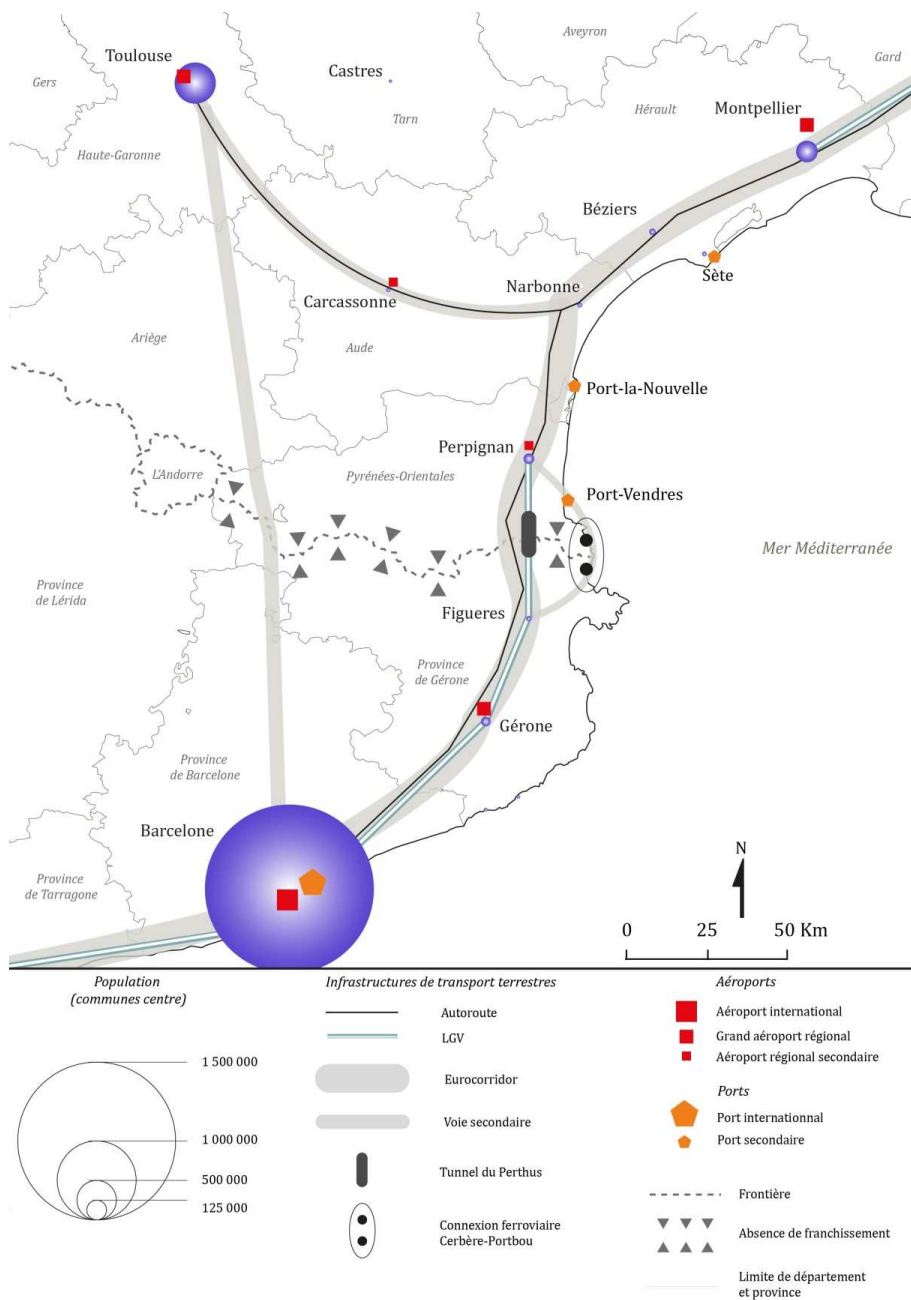 Aveyron
Toulouse
Gard
Gers
Castres
Montpellier
Hérault
Tarn
Haute-Garonne
Béziers
Sète
Narbonne
Carcassonne
Ariège
Aude
Port-la-Nouvelle
Perpignan
L'Andorre
Pyrénées-Orientales
Port-Vendres
Mer Méditerranée
Province
de Lérida
Figueres
Province
de Gérone
Gérone
Province
de Barcelone
Barcelone
Province
de Tarragone
N
0 25 50 Km
Population
(communes centre)
1 500 000
1 000 000
500 000
125 000
Infrastructures de transport terrestres
Autoroute
LGV
Eurocorridor
Voie secondaire
Tunnel du Perthus
Connexion ferroviaire
Cerbère-Portbou
Aéroports
Aéroport international
Grand aéroport régional
Aéroport régional secondaire
Ports
Port internationnal
Port secondaire
Frontière
Absence de franchissement
Limite de département
et province